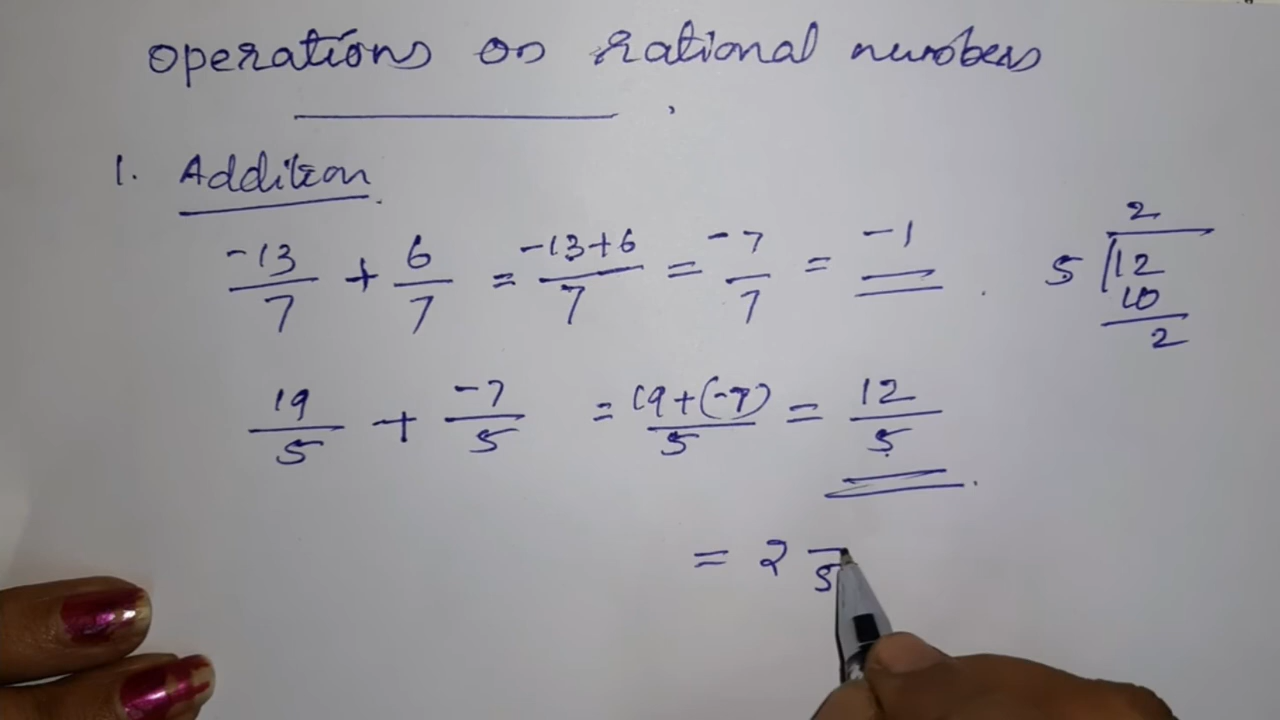 operations on rational numbers
1. Addition
-13/7 + 6/7 = -13+6/7 = -7/7 = -1
2
5 12
10
2
19/5 + -7/5 = 19+(-7)/5 = 12/5
= 2 /5